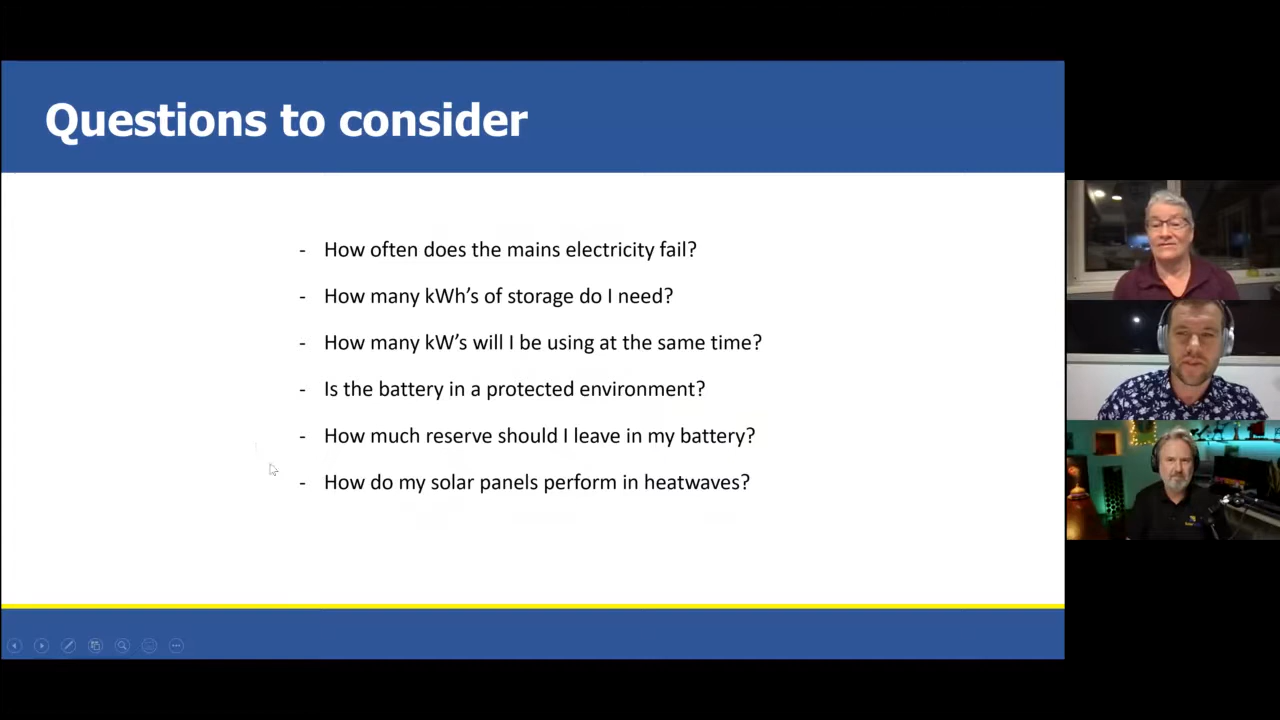 Questions to consider
- How often does the mains electricity fail?
- How many kWh’s of storage do I need?
- How many kW’s will I be using at the same time?
- Is the battery in a protected environment?
- How much reserve should I leave in my battery?
- How do my solar panels perform in heatwaves?